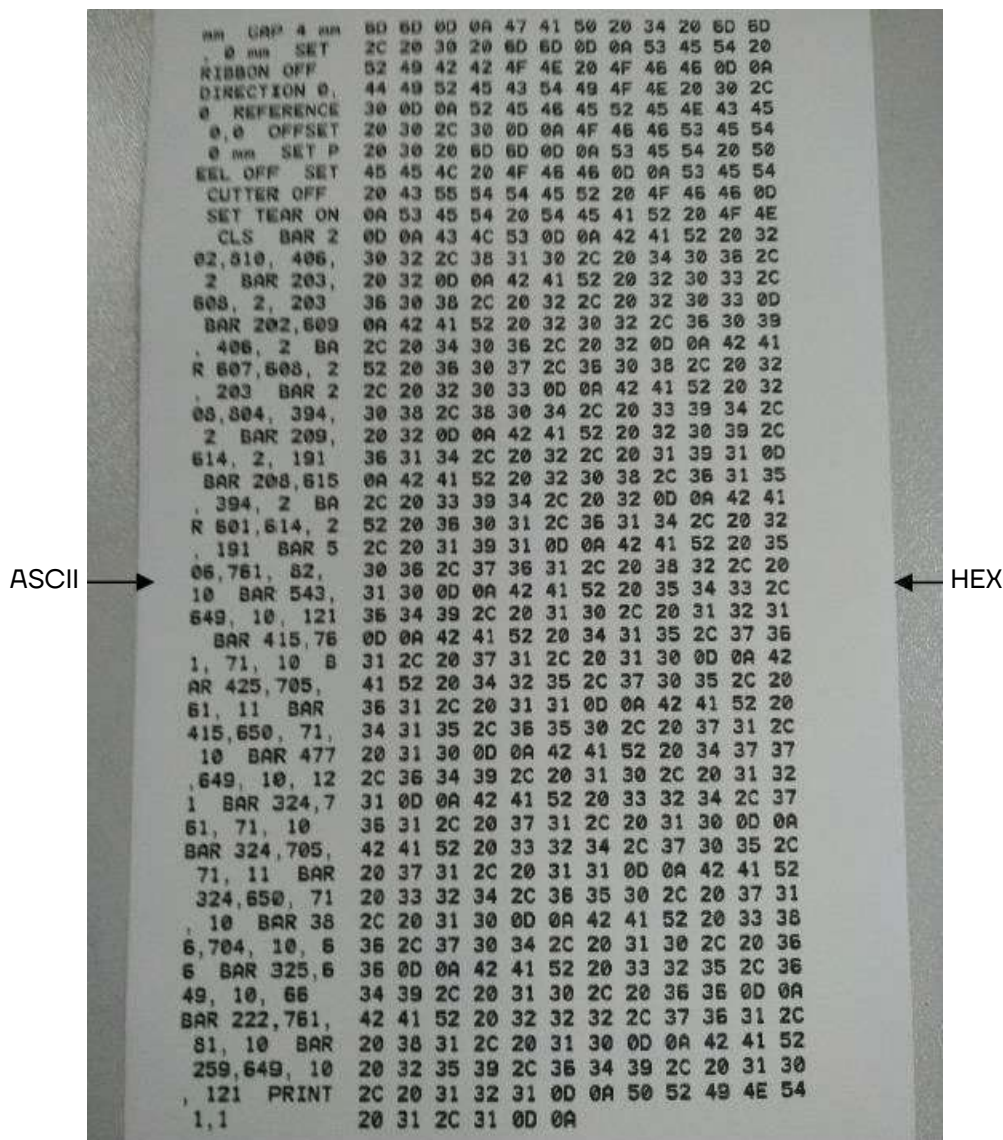 mm GAP 4 mm 6D 6D 0D 0A 47 41 50 20 34 20 6D 6D
, 0 mm SET 2C 20 30 20 6D 6D 0D 0A 53 45 54 20
RIBBON OFF 52 49 42 42 4F 4E 20 4F 46 46 0D 0A
DIRECTION 0, 44 49 52 45 43 54 49 4F 4E 20 30 2C
0 REFERENCE 30 0D 0A 52 45 46 45 52 45 4E 43 45
0,0 OFFSET 20 30 2C 30 0D 0A 4F 46 46 53 45 54
0 mm SET P 20 30 20 6D 6D 0D 0A 53 45 54 20 50
EEL OFF SET 45 45 4C 20 4F 46 46 0D 0A 53 45 54
CUTTER OFF 20 43 55 54 54 45 52 20 4F 46 46 0D
SET TEAR ON 0A 53 45 54 20 54 45 41 52 20 4F 4E
CLS BAR 2 0D 0A 43 4C 53 0D 0A 42 41 52 20 32
02,810, 406, 30 32 2C 38 31 30 2C 20 34 30 36 2C
2 BAR 203, 20 32 0D 0A 42 41 52 20 32 30 33 2C
608, 2, 203 36 30 38 2C 20 32 2C 20 32 30 33 0D
BAR 202,609 0A 42 41 52 20 32 30 32 2C 36 30 39
, 406, 2 BA 2C 20 34 30 36 2C 20 32 0D 0A 42 41
R 607,608, 2 52 20 36 30 37 2C 36 30 38 2C 20 32
, 203 BAR 2 2C 20 32 30 33 0D 0A 42 41 52 20 32
08,804, 394, 30 38 2C 38 30 34 2C 20 33 39 34 2C
2 BAR 209, 20 32 0D 0A 42 41 52 20 32 30 39 2C
614, 2, 191 36 31 34 2C 20 32 2C 20 31 39 31 0D
BAR 208,615 0A 42 41 52 20 32 30 38 2C 36 31 35
, 394, 2 BA 2C 20 33 39 34 2C 20 32 0D 0A 42 41
R 601,614, 2 52 20 36 30 31 2C 36 31 34 2C 20 32
, 191 BAR 5 2C 20 31 39 31 0D 0A 42 41 52 20 35
ASCII 06,761, 82, 30 36 2C 37 36 31 2C 20 38 32 2C 20 HEX
10 BAR 543, 31 30 0D 0A 42 41 52 20 35 34 33 2C
649, 10, 121 36 34 39 2C 20 31 30 2C 20 31 32 31
BAR 415,76 0D 0A 42 41 52 20 34 31 35 2C 37 36
1, 71, 10 B 31 2C 20 37 31 2C 20 31 30 0D 0A 42
AR 425,705, 41 52 20 34 32 35 2C 37 30 35 2C 20
61, 11 BAR 36 31 2C 20 31 31 0D 0A 42 41 52 20
415,650, 71, 34 31 35 2C 36 35 30 2C 20 37 31 2C
10 BAR 477 20 31 30 0D 0A 42 41 52 20 34 37 37
,649, 10, 12 2C 36 34 39 2C 20 31 30 2C 20 31 32
1 BAR 324,7 31 0D 0A 42 41 52 20 33 32 34 2C 37
61, 71, 10 36 31 2C 20 37 31 2C 20 31 30 0D 0A
BAR 324,705, 42 41 52 20 33 32 34 2C 37 30 35 2C
71, 11 BAR 20 37 31 2C 20 31 31 0D 0A 42 41 52
324,650, 71 20 33 32 34 2C 36 35 30 2C 20 37 31
, 10 BAR 38 2C 20 31 30 0D 0A 42 41 52 20 33 38
6,704, 10, 6 36 2C 37 30 34 2C 20 31 30 2C 20 36
6 BAR 325,6 36 0D 0A 42 41 52 20 33 32 35 2C 36
49, 10, 66 34 39 2C 20 31 30 2C 20 36 36 0D 0A
BAR 222,761, 42 41 52 20 32 32 32 2C 37 36 31 2C
81, 10 BAR 20 38 31 2C 20 31 30 0D 0A 42 41 52
259,649, 10 20 32 35 39 2C 36 34 39 2C 20 31 30
, 121 PRINT 2C 20 31 32 31 0D 0A 50 52 49 4E 54
1,1 20 31 2C 31 0D 0A